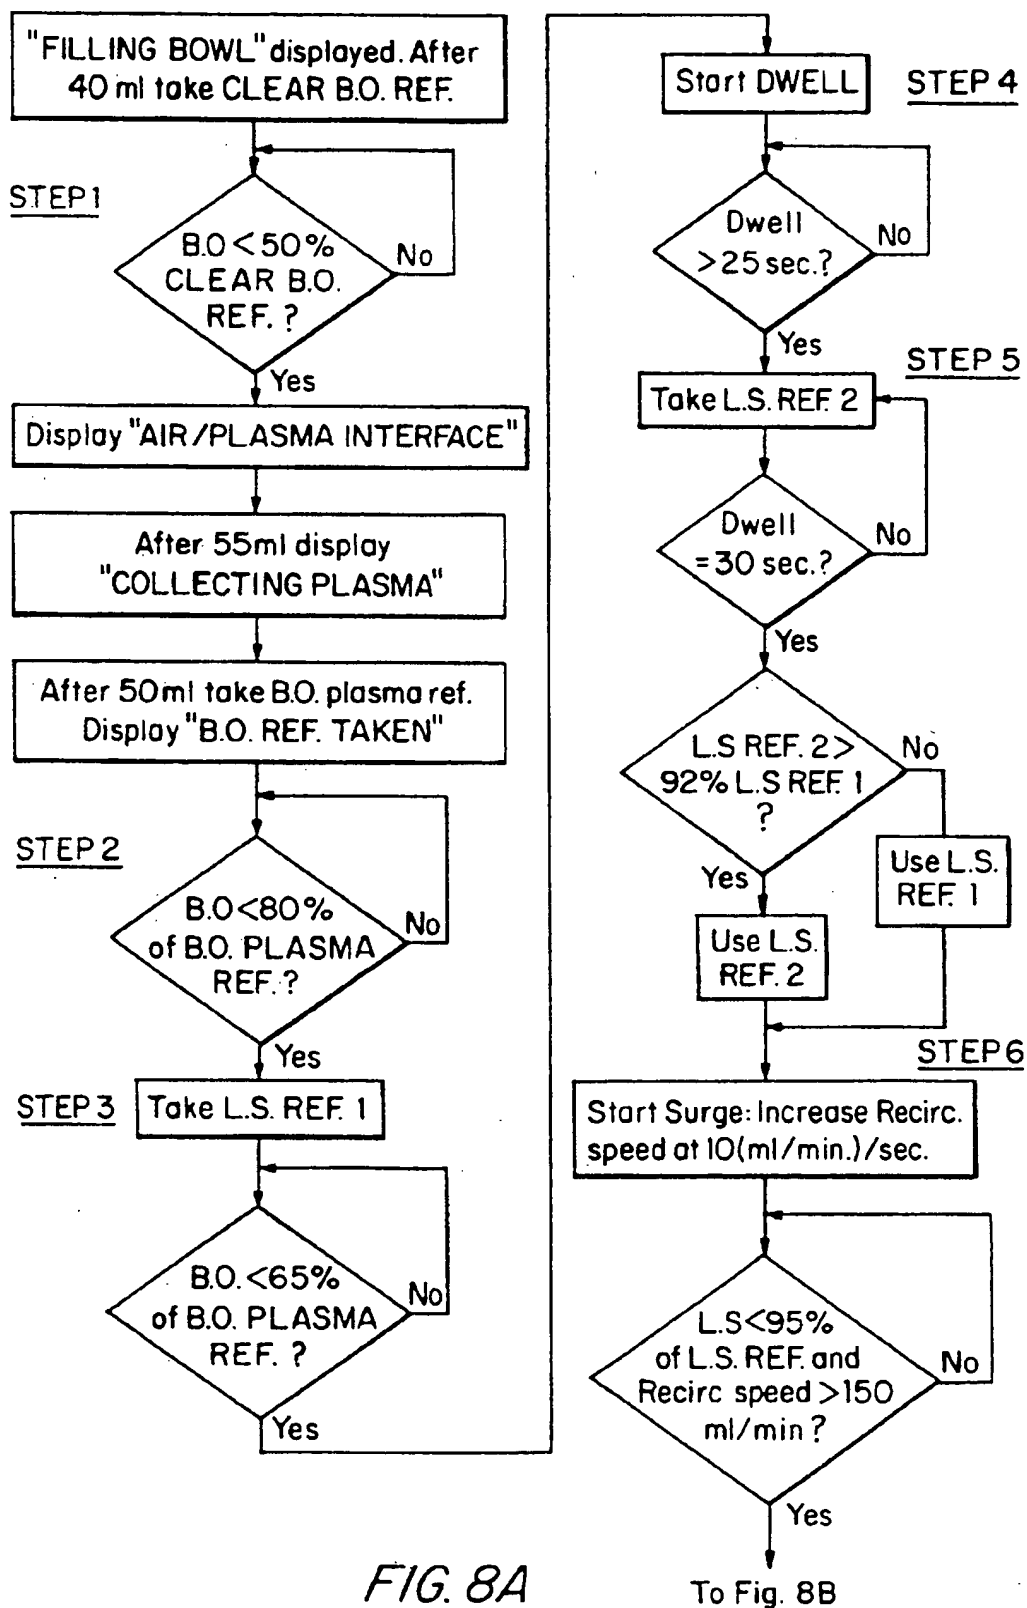 "FILLING BOWL" displayed. After
40 ml take CLEAR B.O. REF.
STEP 1
B.O < 50%
CLEAR B.O.
REF. ?
No
Yes
Display "AIR/PLASMA INTERFACE"
After 55ml display
"COLLECTING PLASMA"
After 50ml take B.O. plasma ref.
Display "B.O. REF. TAKEN"
STEP 2
B.O<80%
of B.O. PLASMA
REF. ?
No
Yes
STEP 3
Take L.S. REF. 1
B.O. <65%
of B.O. PLASMA
REF. ?
No
Yes
Start DWELL
STEP 4
Dwell
>25 sec.?
No
Yes
STEP 5
Take L.S. REF. 2
Dwell
=30 sec.?
No
Yes
L.S REF. 2>
92% L.S REF. 1
?
No
Yes
Use L.S.
REF. 1
Use L.S.
REF. 2
STEP 6
Start Surge: Increase Recirc.
speed at 10(ml/min.)/sec.
L.S<95%
of L.S. REF. and
Recirc speed >150
ml/min ?
No
Yes
To Fig. 8B
FIG. 8A